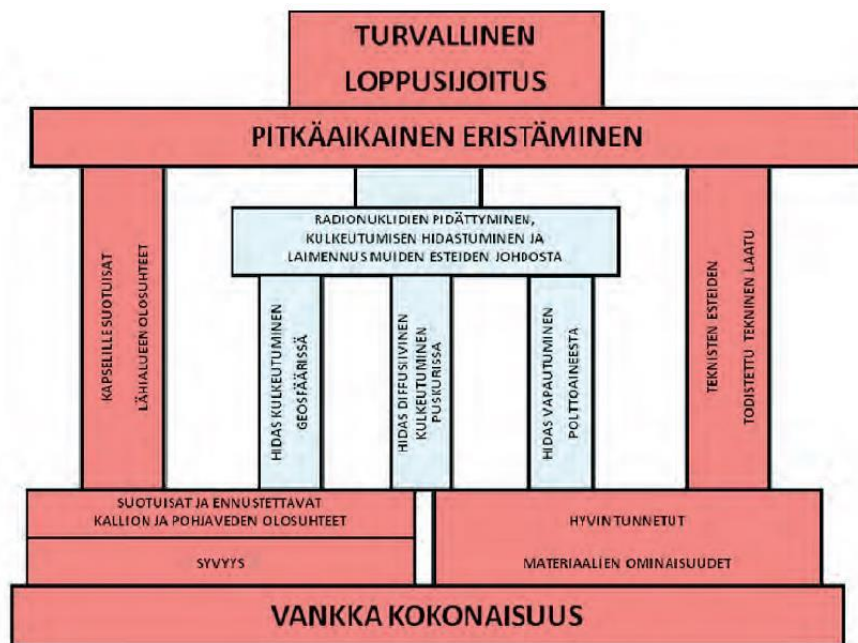 TURVALLINEN
LOPPUSIJOITUS
PITKÄAIKAINEN ERISTÄMINEN
RADIONUKLIDIEN PIDÄTTYMINEN,
KULKEUTUMISEN HIDASTUMINEN JA
LAIMENNUS MUIDEN ESTEIDEN JOHDOSTA
KAPSELILLE SUOTUISAT
LÄHIALUEEN OLOSUHTEET
HIDAS KULKEUTUMINEN
GEOSFÄÄRISSÄ
HIDAS DIFFUSIIVINEN
KULKEUTUMINEN
PUSKURISSA
HIDAS VAPAUTUMINEN
POLTTOAINEESTA
TEKNISTEN ESTEIDEN
TODISTETTU TEKNINEN LAATU
SUOTUISAT JA ENNUSTETTAVAT
KALLION JA POHJAVEDEN OLOSUHTEET
SYVYYS
HYVIN TUNNETUT
MATERIAALIEN OMINAISUUDET
VANKKA KOKONAISUUS